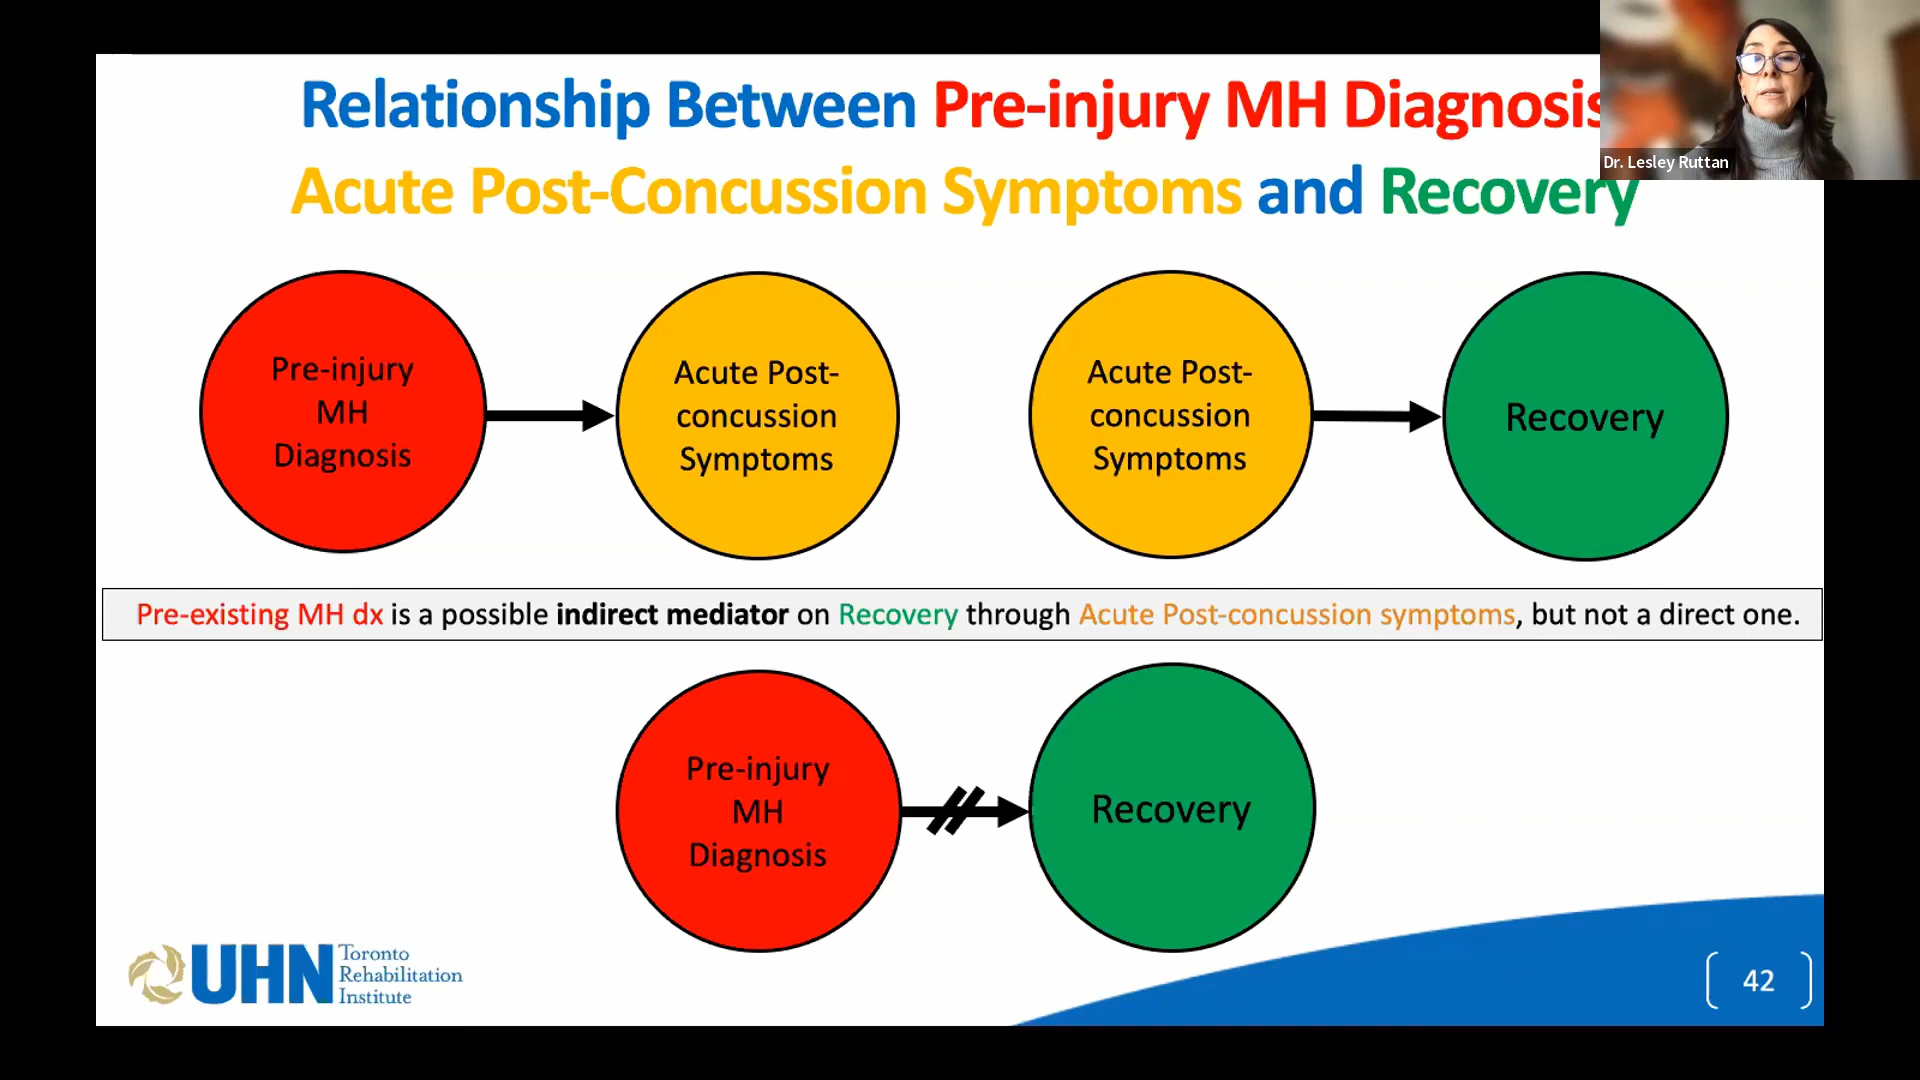 Relationship Between Pre-injury MH Diagnosis
Acute Post-Concussion Symptoms and Recovery
Dr. Lesley Ruttan
Pre-injury
MH
Diagnosis
Acute Post-
concussion
Symptoms
Acute Post-
concussion
Symptoms
Recovery
Pre-existing MH dx is a possible indirect mediator on Recovery through Acute Post-concussion symptoms, but not a direct one.
Pre-injury
MH
Diagnosis
Recovery
UHN
Toronto
Rehabilitation
Institute
42